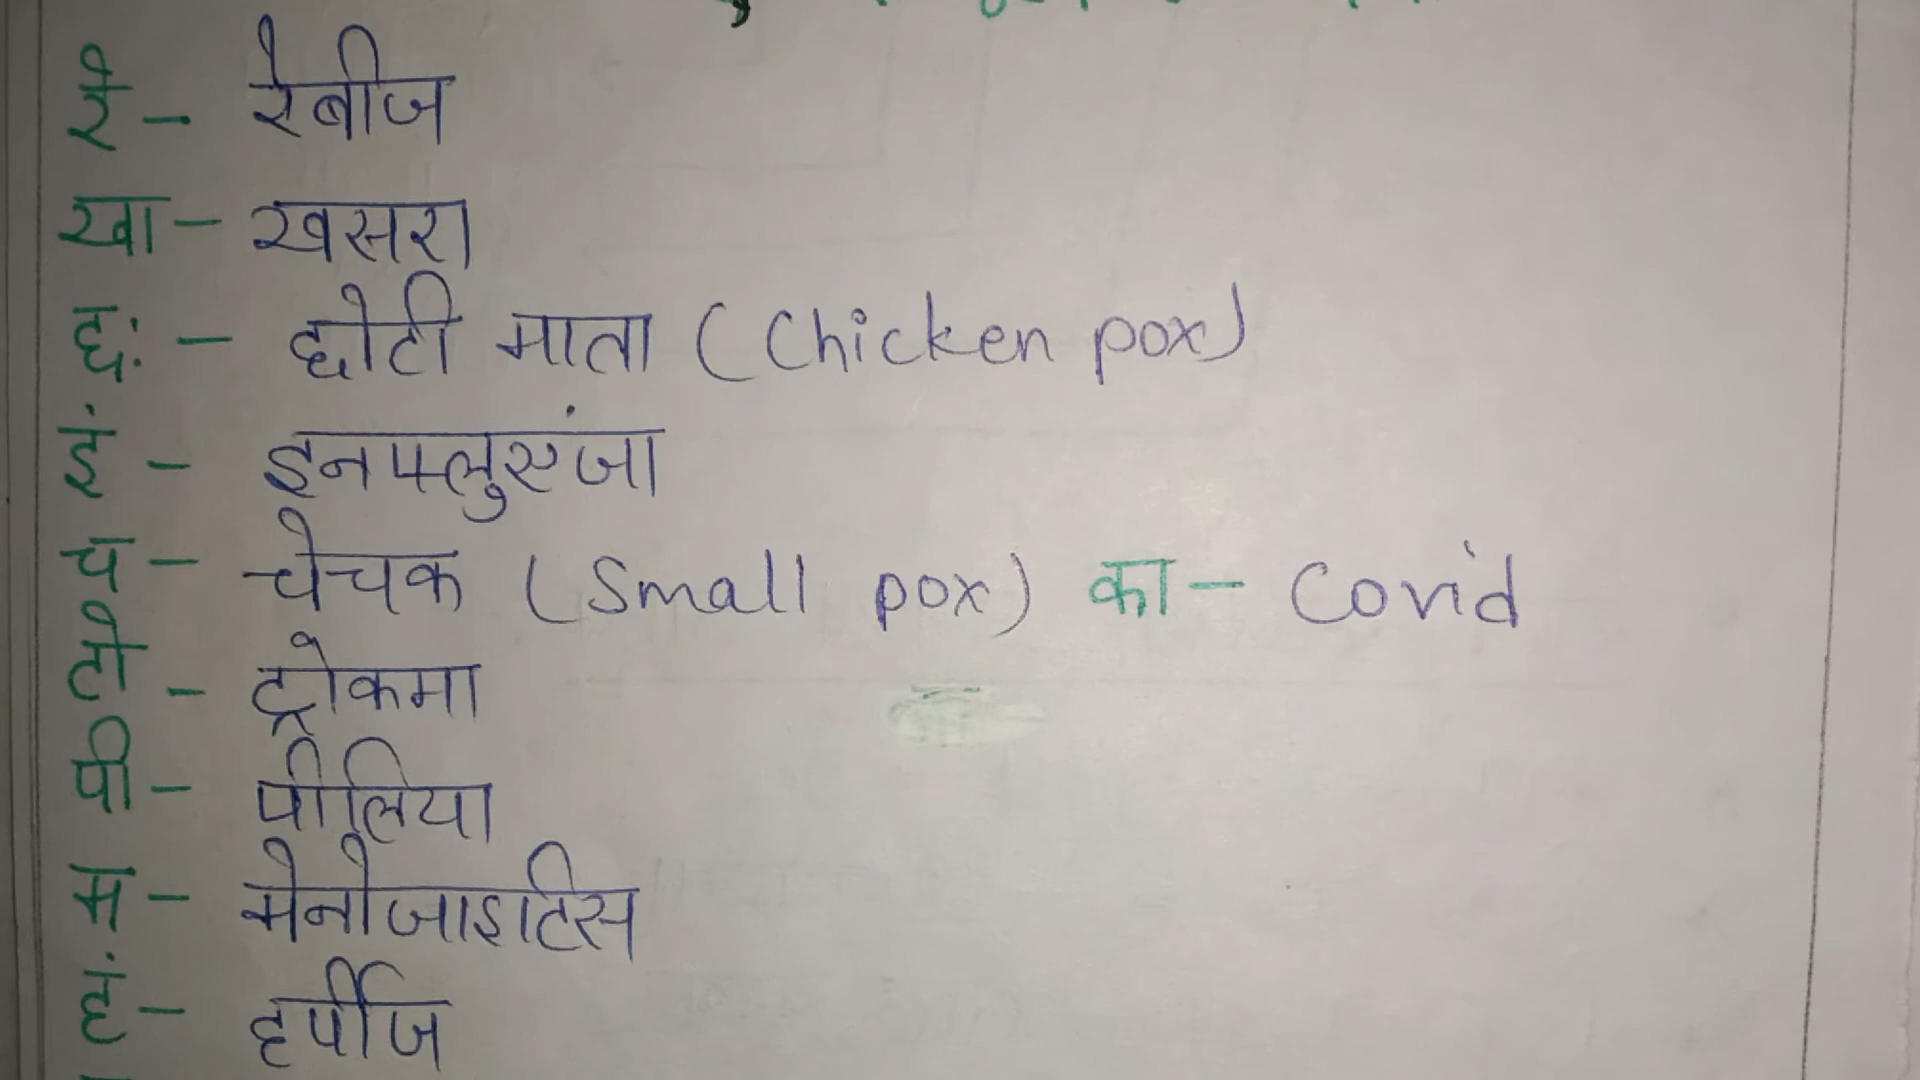 रे - रेबीज
खा - खसरा
छुं: - छोटी माता (Chicken pox)
इं - इनफ्लुएंजा
च - चेचक (Small pox) का - Covid
टो - ट्रोकमा
पी - पीलिया
म - मेनोजाइटिस
हं - हर्पीज